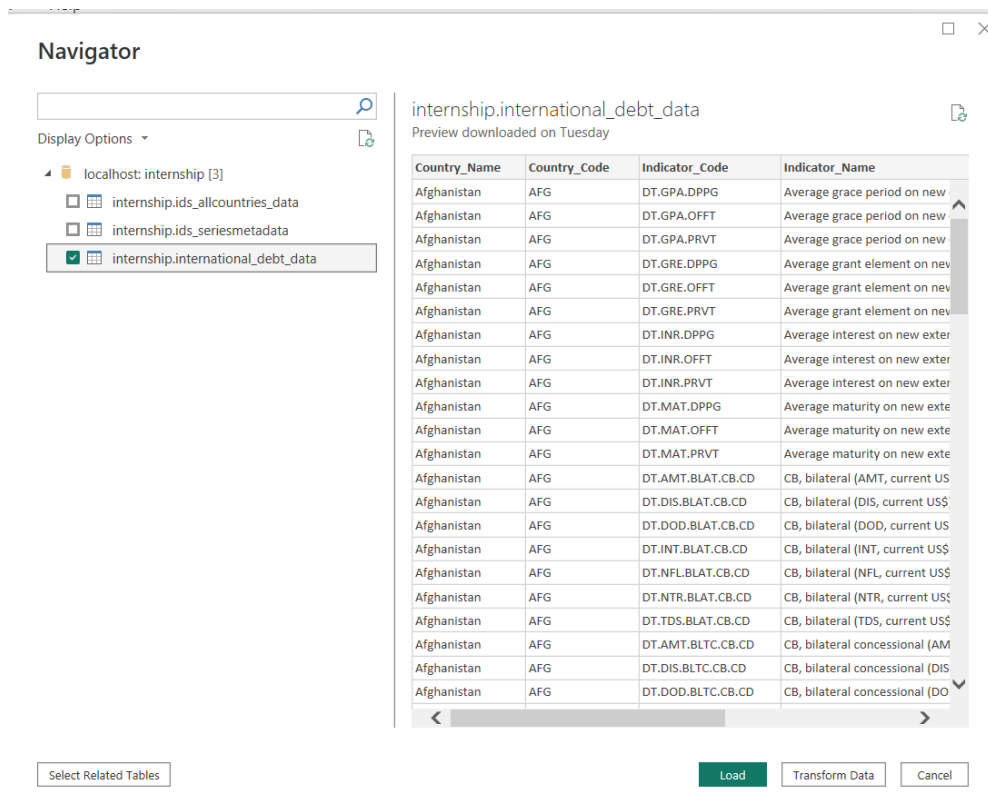 Navigator
Display Options
localhost: internship [3]
internship.ids_allcountries_data
internship.ids_seriesmetadata
internship.international_debt_data
internship.international_debt_data
Preview downloaded on Tuesday
Country_Name Country_Code Indicator_Code Indicator_Name
Afghanistan AFG DT.GPA.DPPG Average grace period on new
Afghanistan AFG DT.GPA.OFFT Average grace period on new
Afghanistan AFG DT.GPA.PRVT Average grace period on new
Afghanistan AFG DT.GRE.DPPG Average grant element on new
Afghanistan AFG DT.GRE.OFFT Average grant element on new
Afghanistan AFG DT.GRE.PRVT Average grant element on new
Afghanistan AFG DT.INR.DPPG Average interest on new exter
Afghanistan AFG DT.INR.OFFT Average interest on new exter
Afghanistan AFG DT.INR.PRVT Average interest on new exter
Afghanistan AFG DT.MAT.DPPG Average maturity on new exte
Afghanistan AFG DT.MAT.OFFT Average maturity on new exte
Afghanistan AFG DT.MAT.PRVT Average maturity on new exte
Afghanistan AFG DT.AMT.BLAT.CB.CD CB, bilateral (AMT, current US
Afghanistan AFG DT.DIS.BLAT.CB.CD CB, bilateral (DIS, current US$)
Afghanistan AFG DT.DOD.BLAT.CB.CD CB, bilateral (DOD, current US
Afghanistan AFG DT.INT.BLAT.CB.CD CB, bilateral (INT, current US$
Afghanistan AFG DT.NFL.BLAT.CB.CD CB, bilateral (NFL, current US$
Afghanistan AFG DT.NTR.BLAT.CB.CD CB, bilateral (NTR, current US$
Afghanistan AFG DT.TDS.BLAT.CB.CD CB, bilateral (TDS, current US$
Afghanistan AFG DT.AMT.BLTC.CB.CD CB, bilateral concessional (AM
Afghanistan AFG DT.DIS.BLTC.CB.CD CB, bilateral concessional (DIS
Afghanistan AFG DT.DOD.BLTC.CB.CD CB, bilateral concessional (DO
Select Related Tables
Load
Transform Data
Cancel